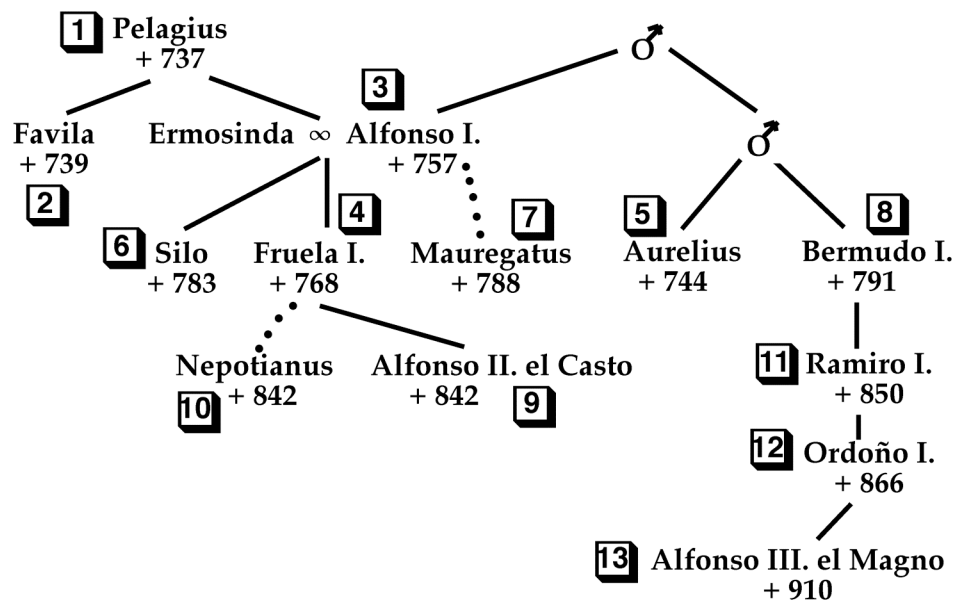 1 Pelagius
+ 737
3
Favila Ermosinda ∞ Alfonso I.
+ 739 + 757
2 4 7 5 8
6 Silo Fruela I. Mauregatus Aurelius Bermudo I.
+ 783 + 768 + 788 + 744 + 791
Nepotianus Alfonso II. el Casto 11 Ramiro I.
10 + 842 + 842 9 + 850
12 Ordoño I.
+ 866
13 Alfonso III. el Magno
+ 910